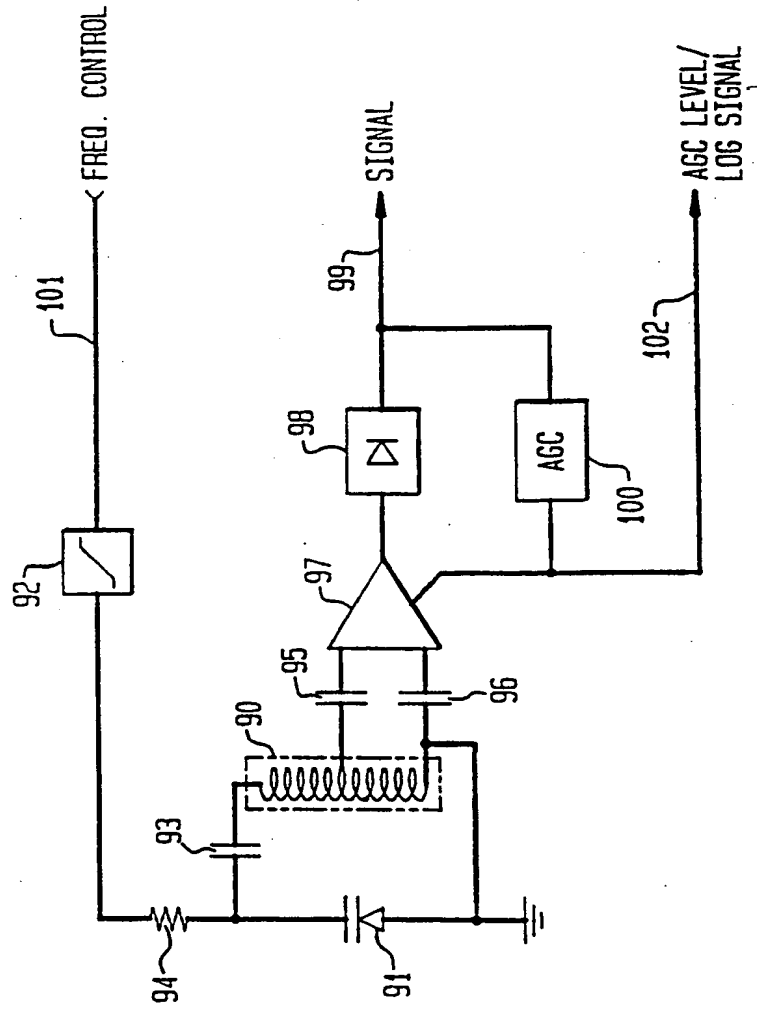 101
FREQ. CONTROL
92
SIGNAL
99
98
97
95
90
96
93
94
91
AGC
100
102
AGC LEVEL/
LOG SIGNAL